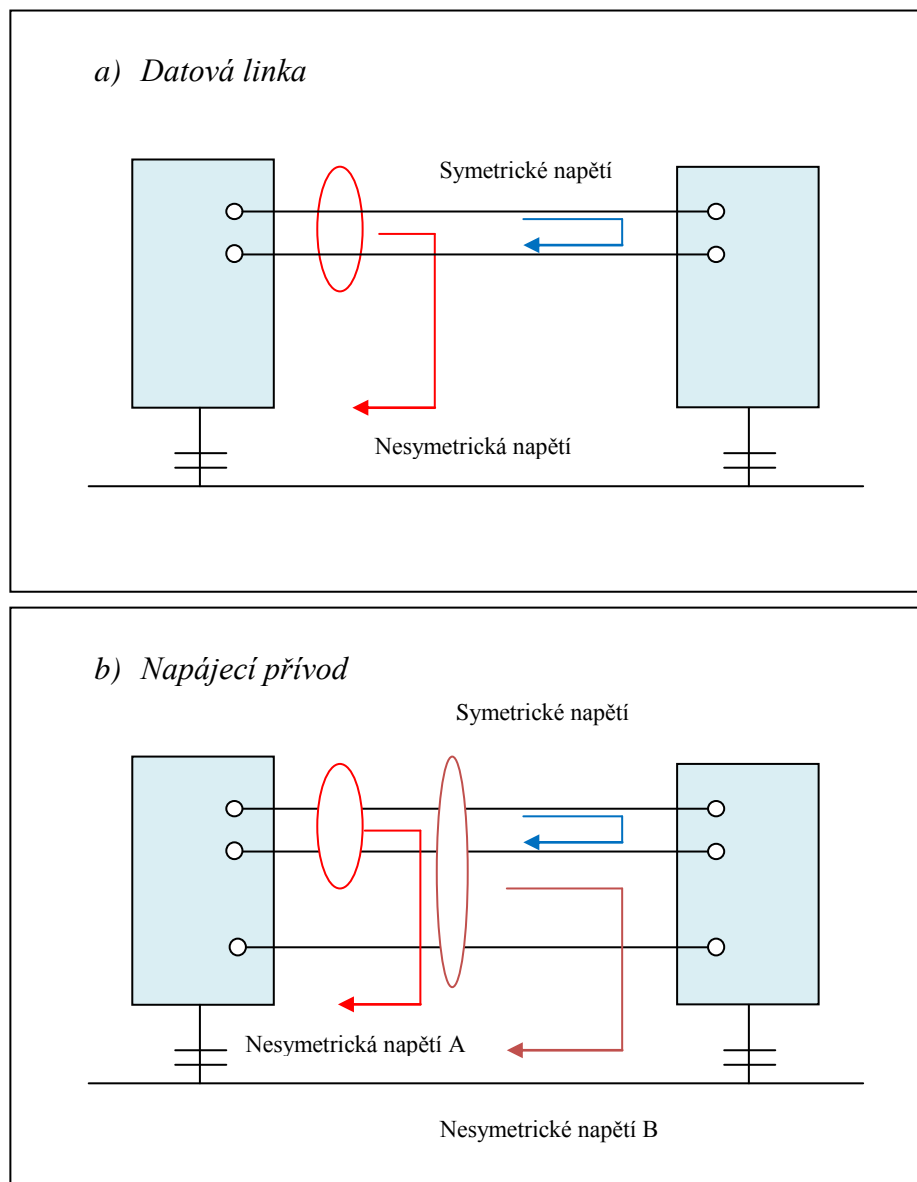 a) Datová linka
Symetrické napětí
Nesymetrická napětí
b) Napájecí přívod
Symetrické napětí
Nesymetrická napětí A
Nesymetrické napětí B